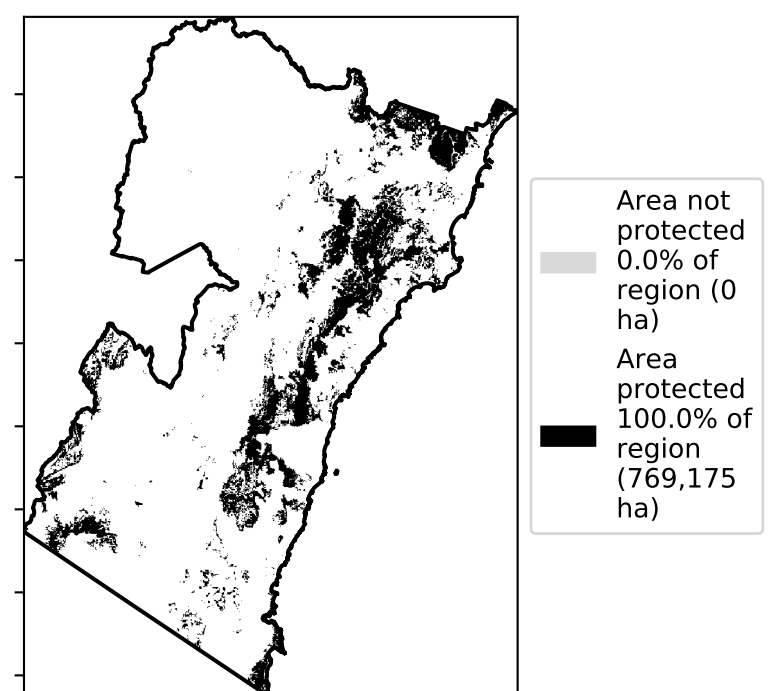 Area not
protected
0.0% of
region (0
ha)
Area
protected
100.0% of
region
(769,175
ha)